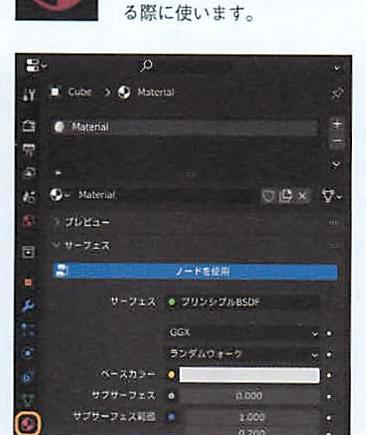 る際に使います。
Cube > Material
Material
Material
プレビュー
サーフェス
ノードを使用
サーフェス プリンシプルBSDF
GGX
ランダムウォーク
ベースカラー
サブサーフェス 0.000
サブサーフェス範囲 1.000
0.200